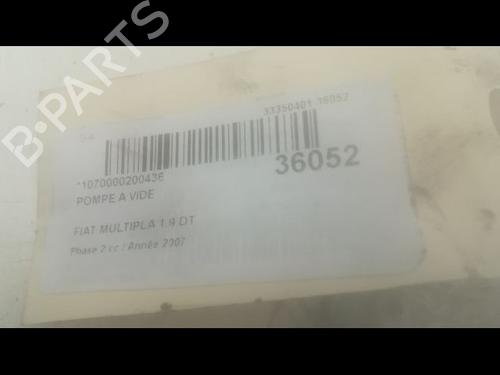 B-PARTS
33350401 36052
*1070000200436
36052
POMPE A VIDE
FIAT MULTIPLA 1.9 DT
Phase 2 cc / Année 2007